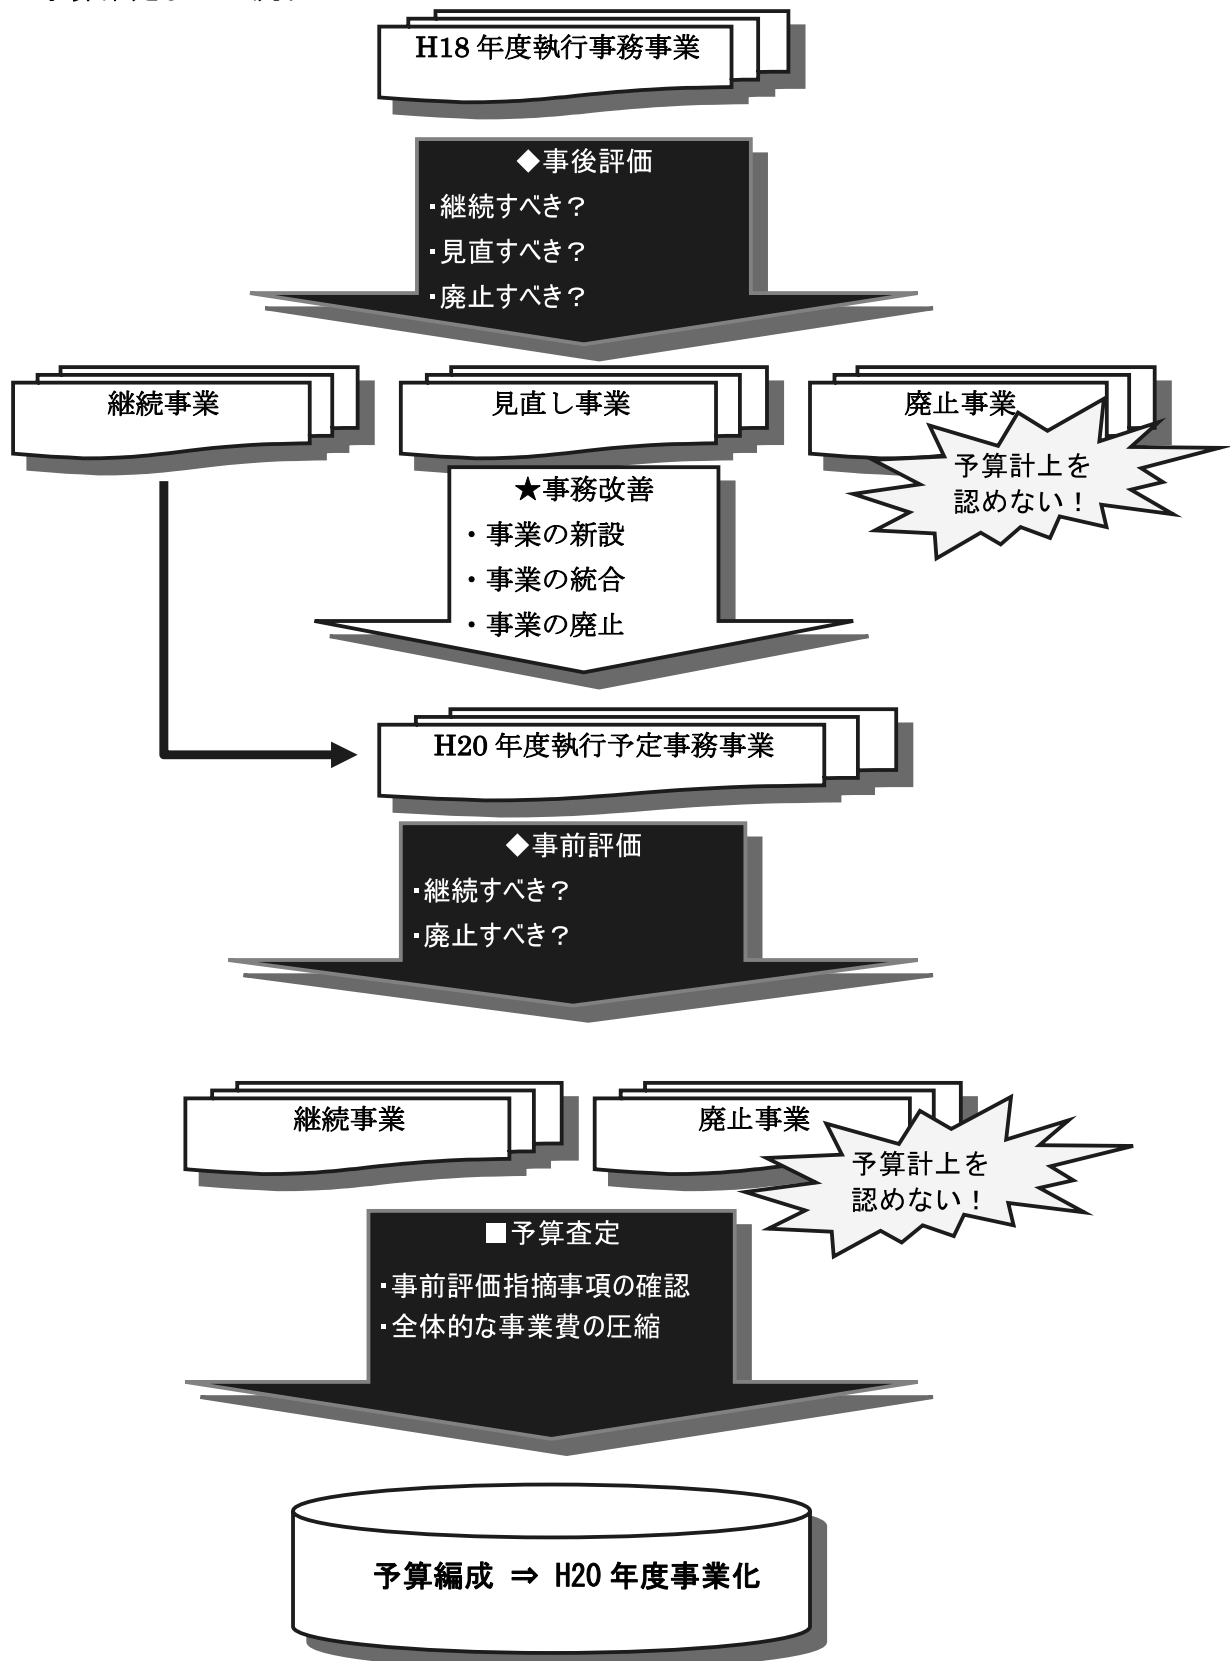 H18 年度執行事務事業
◆事後評価
・継続すべき？
・見直すべき？
・廃止すべき？
継続事業
見直し事業
廃止事業
予算計上を
認めない！
★事務改善
・事業の新設
・事業の統合
・事業の廃止
H20 年度執行予定事務事業
◆事前評価
・継続すべき？
・廃止すべき？
継続事業
廃止事業
予算計上を
認めない！
■予算査定
・事前評価指摘事項の確認
・全体的な事業費の圧縮
予算編成 ⇒ H20 年度事業化